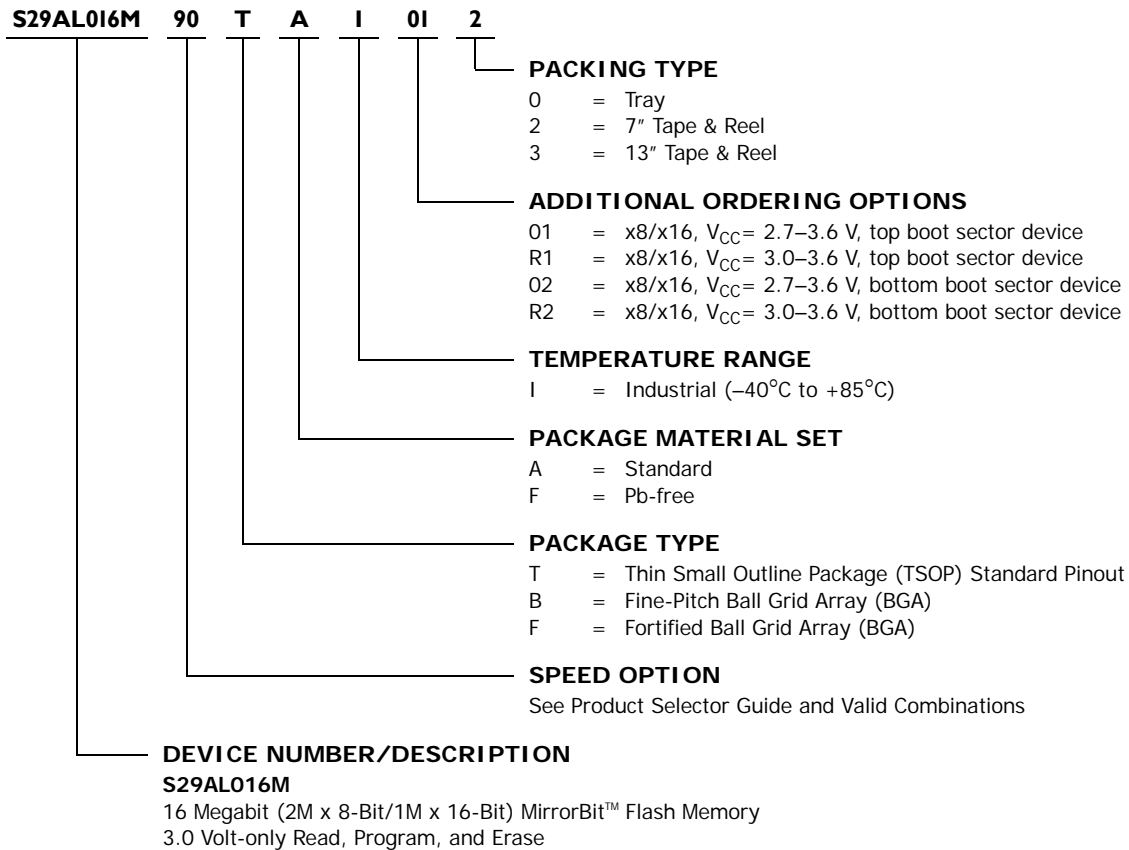 S29AL016M 90 T A I 01 2
PACKING TYPE
0 = Tray
2 = 7″ Tape & Reel
3 = 13″ Tape & Reel
ADDITIONAL ORDERING OPTIONS
01 = x8/x16, VCC= 2.7–3.6 V, top boot sector device
R1 = x8/x16, VCC= 3.0–3.6 V, top boot sector device
02 = x8/x16, VCC= 2.7–3.6 V, bottom boot sector device
R2 = x8/x16, VCC= 3.0–3.6 V, bottom boot sector device
TEMPERATURE RANGE
I = Industrial (–40°C to +85°C)
PACKAGE MATERIAL SET
A = Standard
F = Pb-free
PACKAGE TYPE
T = Thin Small Outline Package (TSOP) Standard Pinout
B = Fine-Pitch Ball Grid Array (BGA)
F = Fortified Ball Grid Array (BGA)
SPEED OPTION
See Product Selector Guide and Valid Combinations
DEVICE NUMBER/DESCRIPTION
S29AL016M
16 Megabit (2M x 8-Bit/1M x 16-Bit) MirrorBit™ Flash Memory
3.0 Volt-only Read, Program, and Erase